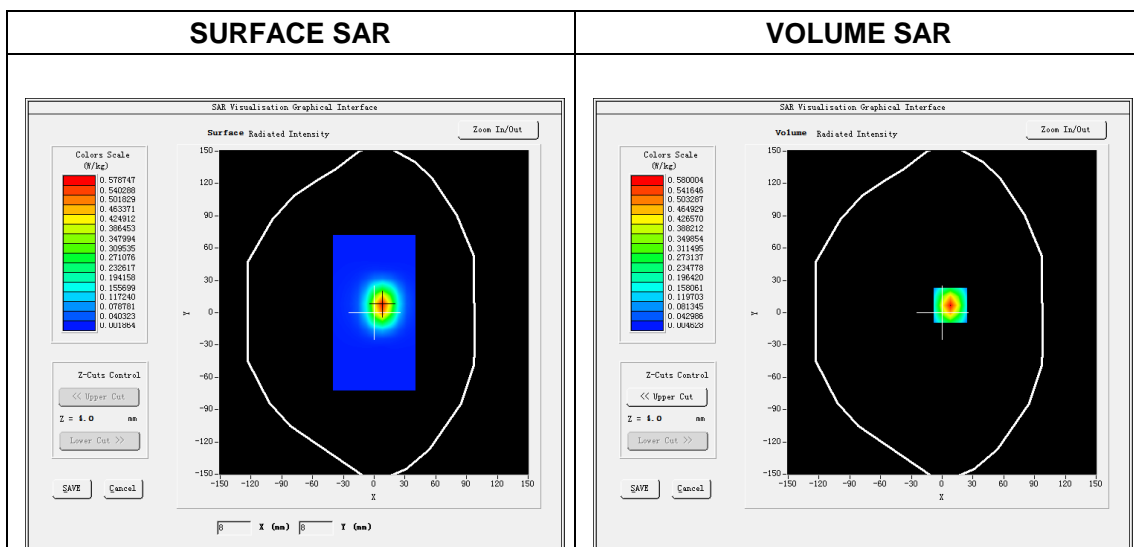 SURFACE SAR
VOLUME SAR
SAR Visualisation Graphical Interface
Surface Radiated Intensity
Zoom In/Out
Colors Scale
(W/kg)
0.578747
0.540288
0.501829
0.463371
0.424912
0.386453
0.347994
0.309535
0.271076
0.232617
0.194158
0.155699
0.117240
0.078781
0.040323
0.001864
Z-Cuts Control
<< Upper Cut
Z = 4.0 mm
Lower Cut >>
SAVE
Cancel
Y
150
120
90
60
30
0
-30
-60
-90
-120
-150
-150 -120 -90 -60 -30 0 30 60 90 120 150
X
8 X (mm) 8 Y (mm)
SAR Visualisation Graphical Interface
Volume Radiated Intensity
Zoom In/Out
Colors Scale
(W/kg)
0.580004
0.541646
0.503287
0.464929
0.426570
0.388212
0.349854
0.311495
0.273137
0.234778
0.196420
0.158061
0.119703
0.081345
0.042986
0.004628
Z-Cuts Control
<< Upper Cut
Z = 4.0 mm
Lower Cut >>
SAVE
Cancel
Y
150
120
90
60
30
0
-30
-60
-90
-120
-150
-150 -120 -90 -60 -30 0 30 60 90 120 150
X